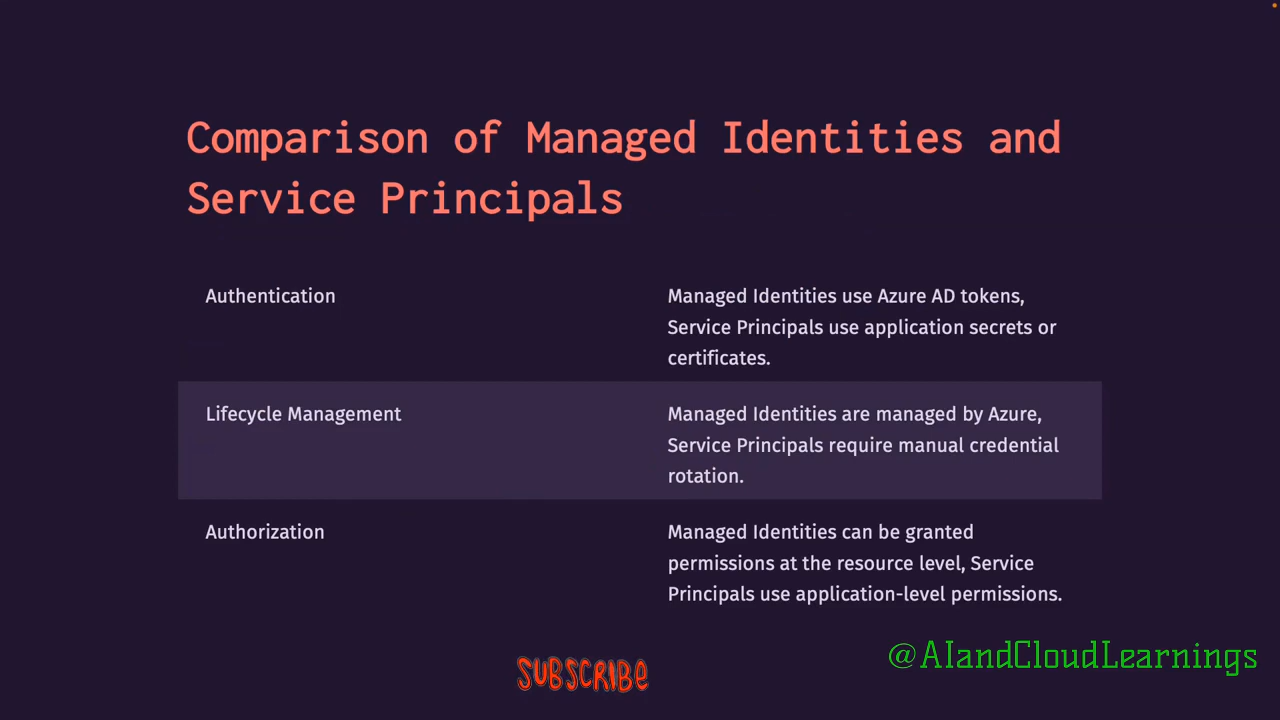 Comparison of Managed Identities and
Service Principals
Authentication
Managed Identities use Azure AD tokens,
Service Principals use application secrets or
certificates.
Lifecycle Management
Managed Identities are managed by Azure,
Service Principals require manual credential
rotation.
Authorization
Managed Identities can be granted
permissions at the resource level, Service
Principals use application-level permissions.
@AIandCloudLearnings
SUBSCRIBE